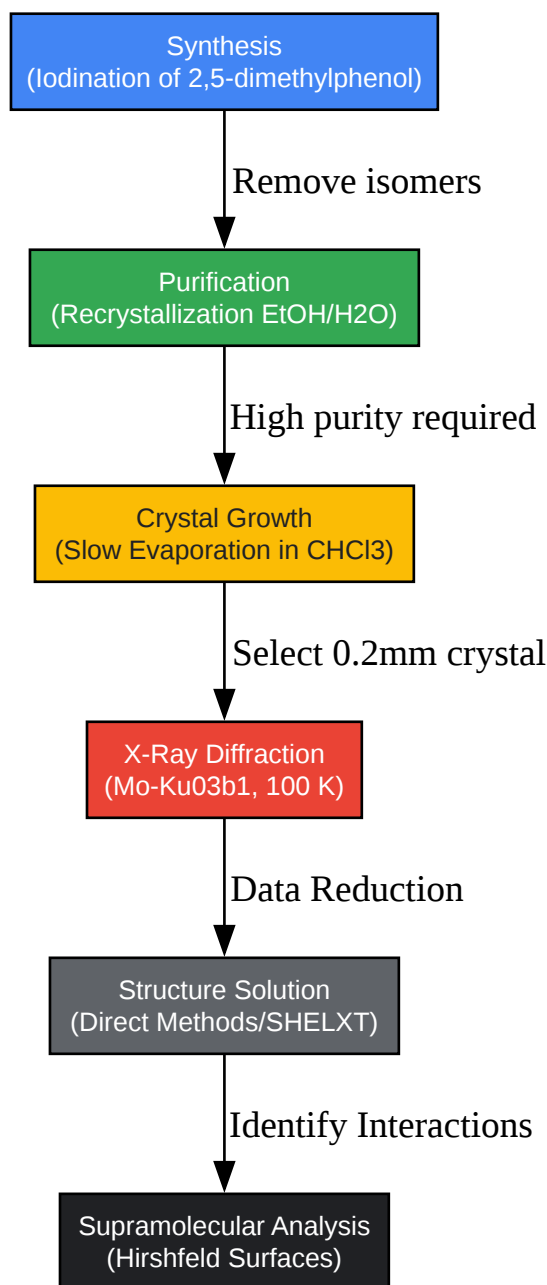 Synthesis
(Iodination of 2,5-dimethylphenol)
Remove isomers
Purification
(Recrystallization EtOH/H2O)
High purity required
Crystal Growth
(Slow Evaporation in CHCl3)
Select 0.2mm crystal
X-Ray Diffraction
(Mo-Ku03b1, 100 K)
Data Reduction
Structure Solution
(Direct Methods/SHELXT)
Identify Interactions
Supramolecular Analysis
(Hirshfeld Surfaces)